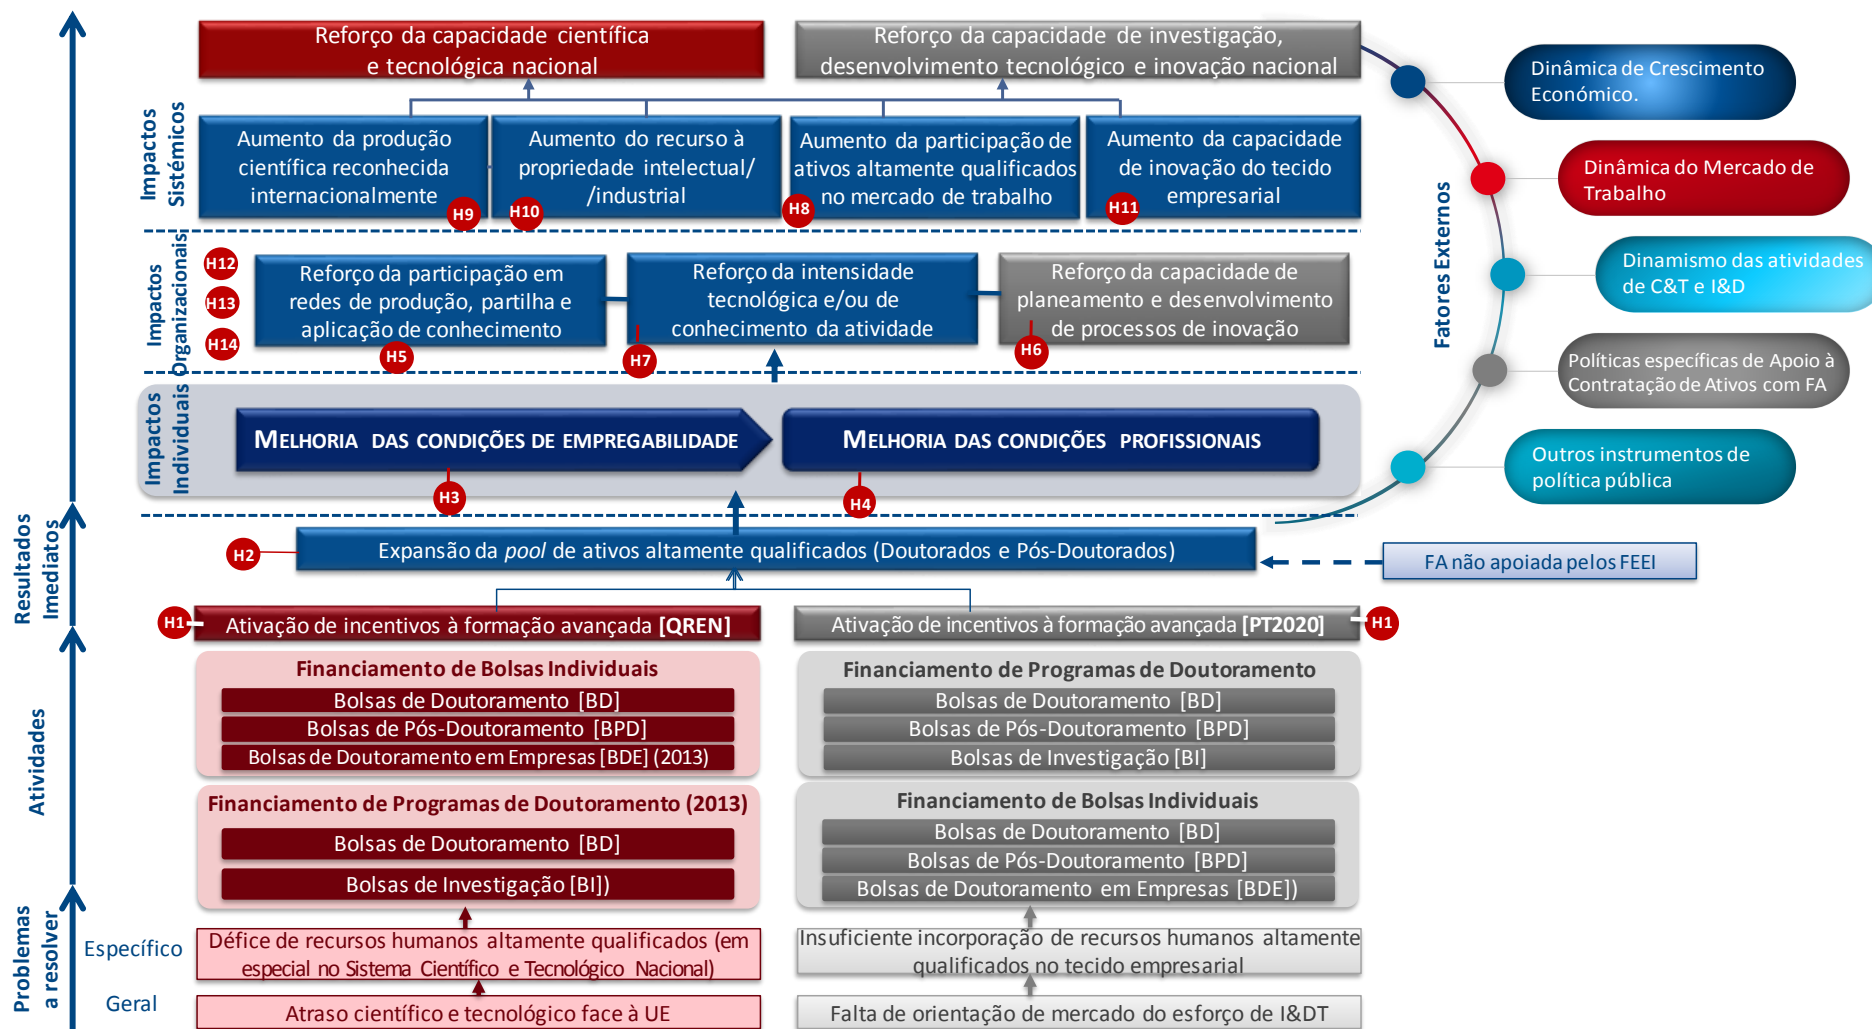 Reforço da capacidade científica
e tecnológica nacional
Reforço da capacidade de investigação,
desenvolvimento tecnológico e inovação nacional
Impactos
Sistémicos
Aumento da produção
científica reconhecida
internacionalmente
H9
Aumento do recurso à
propriedade intelectual/
/industrial
H10
Aumento da participação de
ativos altamente qualificados
no mercado de trabalho
H8
Aumento da capacidade
de inovação do tecido
empresarial
H11
Impactos
Organizacionais
H12
H13
H14
Reforço da participação em
redes de produção, partilha e
aplicação de conhecimento
H5
Reforço da intensidade
tecnológica e/ou de
conhecimento da atividade
H7
Reforço da capacidade de
planeamento e desenvolvimento
de processos de inovação
H6
Impactos
Individuais
MELHORIA DAS CONDIÇÕES DE EMPREGABILIDADE
H3
MELHORIA DAS CONDIÇÕES PROFISSIONAIS
H4
Fatores Externos
Dinâmica de Crescimento
Económico.
Dinâmica do Mercado de
Trabalho
Dinamismo das atividades
de C&T e I&D
Políticas específicas de Apoio à
Contratação de Ativos com FA
Outros instrumentos de
política pública
Resultados
Imediatos
H2
Expansão da pool de ativos altamente qualificados (Doutorados e Pós-Doutorados)
FA não apoiada pelos FEEI
H1
Ativação de incentivos à formação avançada [QREN]
Ativação de incentivos à formação avançada [PT2020]
H1
Atividades
Financiamento de Bolsas Individuais
Bolsas de Doutoramento [BD]
Bolsas de Pós-Doutoramento [BPD]
Bolsas de Doutoramento em Empresas [BDE] (2013)
Financiamento de Programas de Doutoramento (2013)
Bolsas de Doutoramento [BD]
Bolsas de Investigação [BI])
Financiamento de Programas de Doutoramento
Bolsas de Doutoramento [BD]
Bolsas de Pós-Doutoramento [BPD]
Bolsas de Investigação [BI]
Financiamento de Bolsas Individuais
Bolsas de Doutoramento [BD]
Bolsas de Pós-Doutoramento [BPD]
Bolsas de Doutoramento em Empresas [BDE])
Problemas
a resolver
Específico
Défice de recursos humanos altamente qualificados (em
especial no Sistema Científico e Tecnológico Nacional)
Insuficiente incorporação de recursos humanos altamente
qualificados no tecido empresarial
Geral
Atraso científico e tecnológico face à UE
Falta de orientação de mercado do esforço de I&DT